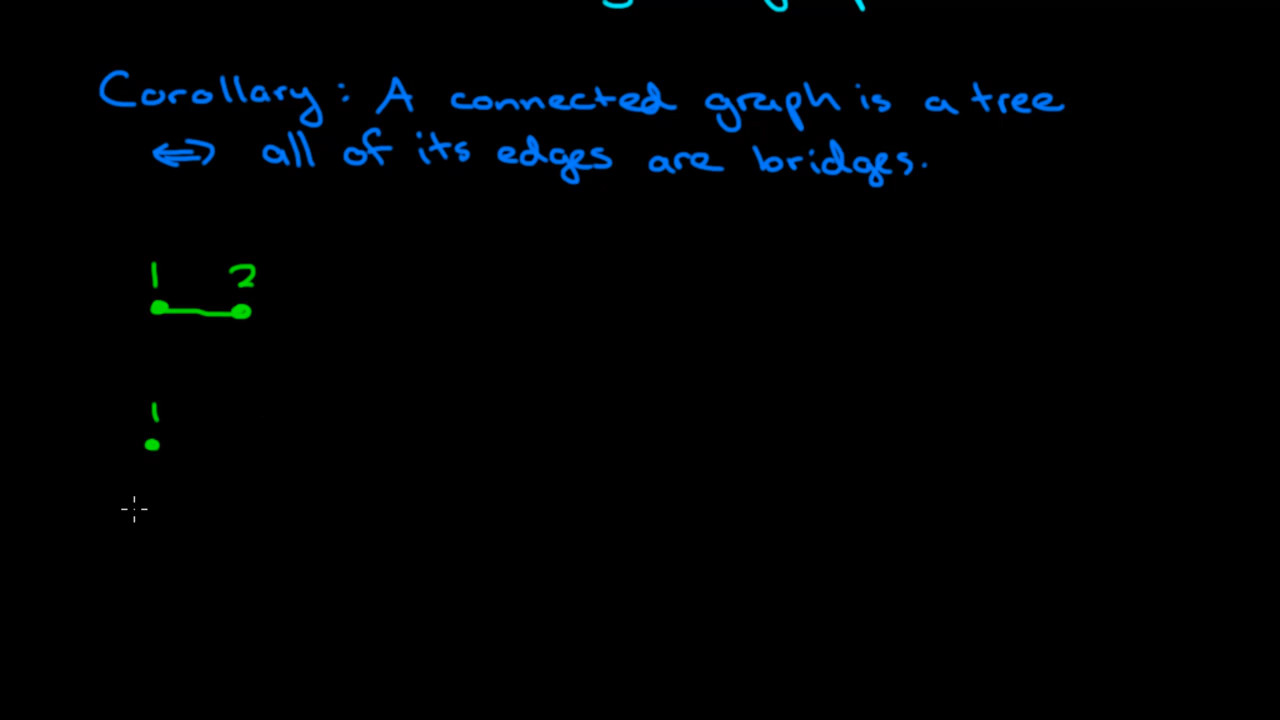 Corollary: A connected graph is a tree
⇔ all of its edges are bridges.
1 2
1